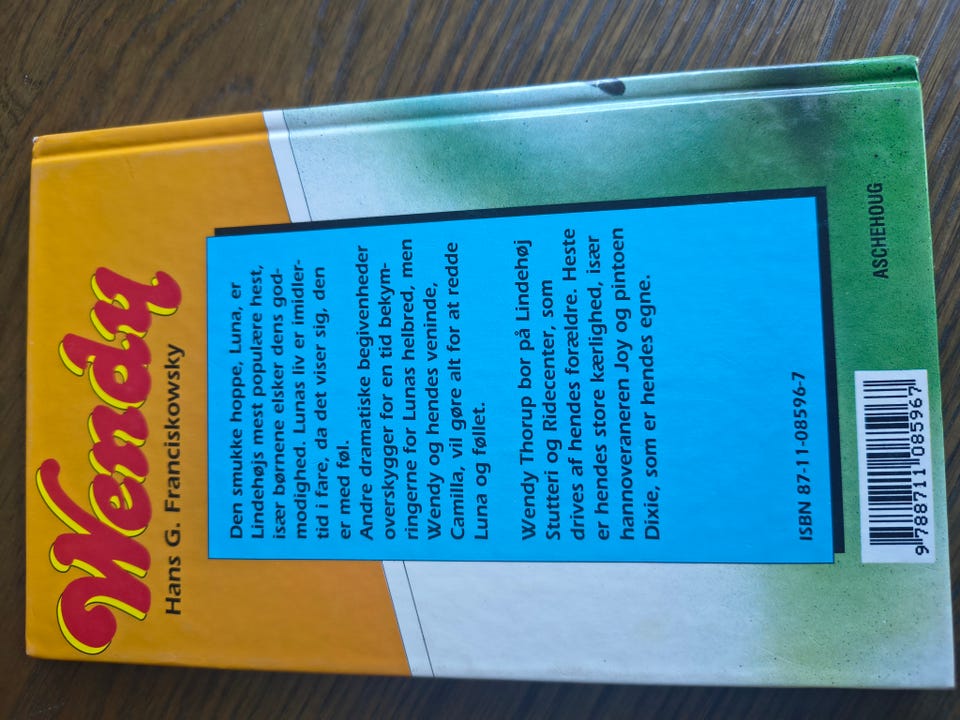 Wendy
Hans G. Franciskowsky
Den smukke hoppe, Luna, er
Lindehøjs mest populære hest,
især børnene elsker dens god-
modighed. Lunas liv er imidler-
tid i fare, da det viser sig, den
er med føl.
Andre dramatiske begivenheder
overskygger for en tid bekym-
ringerne for Lunas helbred, men
Wendy og hendes veninde,
Camilla, vil gøre alt for at redde
Luna og føllet.
Wendy Thorup bor på Lindehøj
Stutteri og Ridecenter, som
drives af hendes forældre. Heste
er hendes store kærlighed, især
hannoveraneren Joy og pintoen
Dixie, som er hendes egne.
ISBN 87-11-08596-7
ASCHEHOUG
9 788711 085967